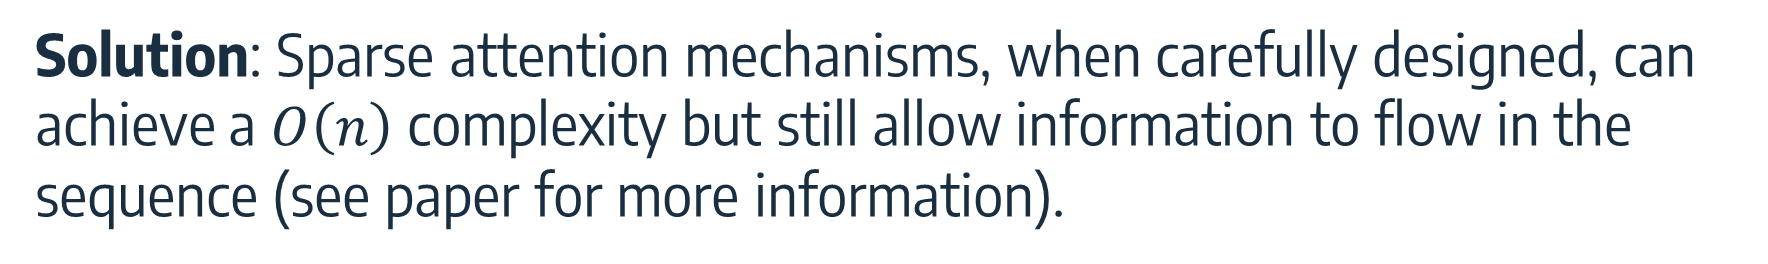 Solution: Sparse attention mechanisms, when carefully designed, can
achieve a O(n) complexity but still allow information to flow in the
sequence (see paper for more information).